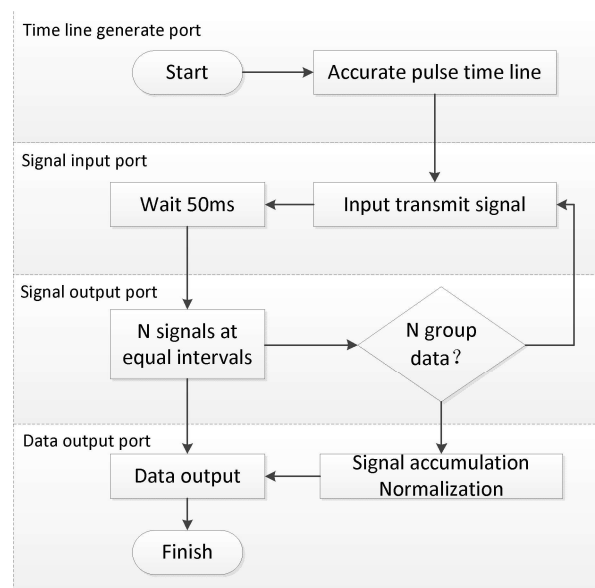 Time line generate port
Start
Accurate pulse time line
Signal input port
Wait 50ms
Input transmit signal
Signal output port
N signals at
equal intervals
N group
data？
Data output port
Data output
Signal accumulation
Normalization
Finish